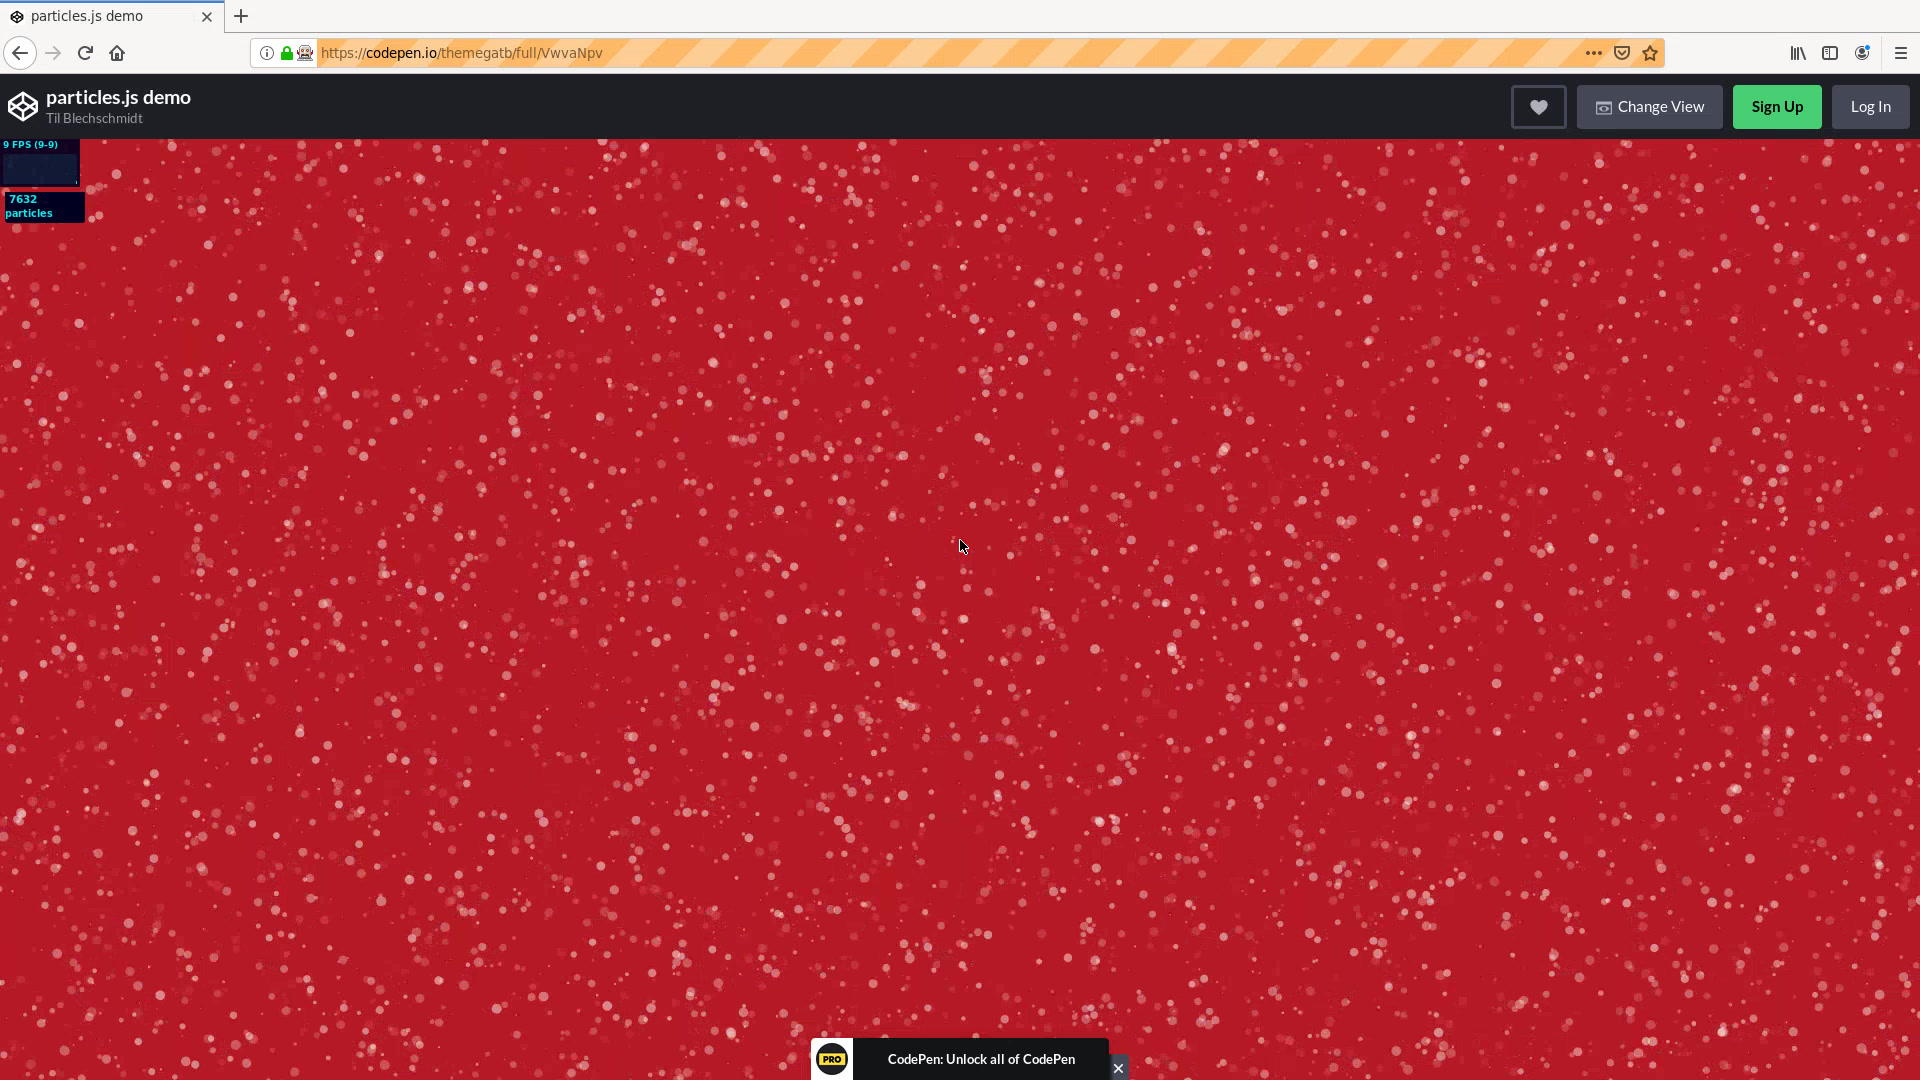 particles.js demo
https://codepen.io/themegatb/full/VwvaNpv
particles.js demo
Til Blechschmidt
Change View
Sign Up
Log In
9 FPS (9-9)
7632
particles
PRO
CodePen: Unlock all of CodePen